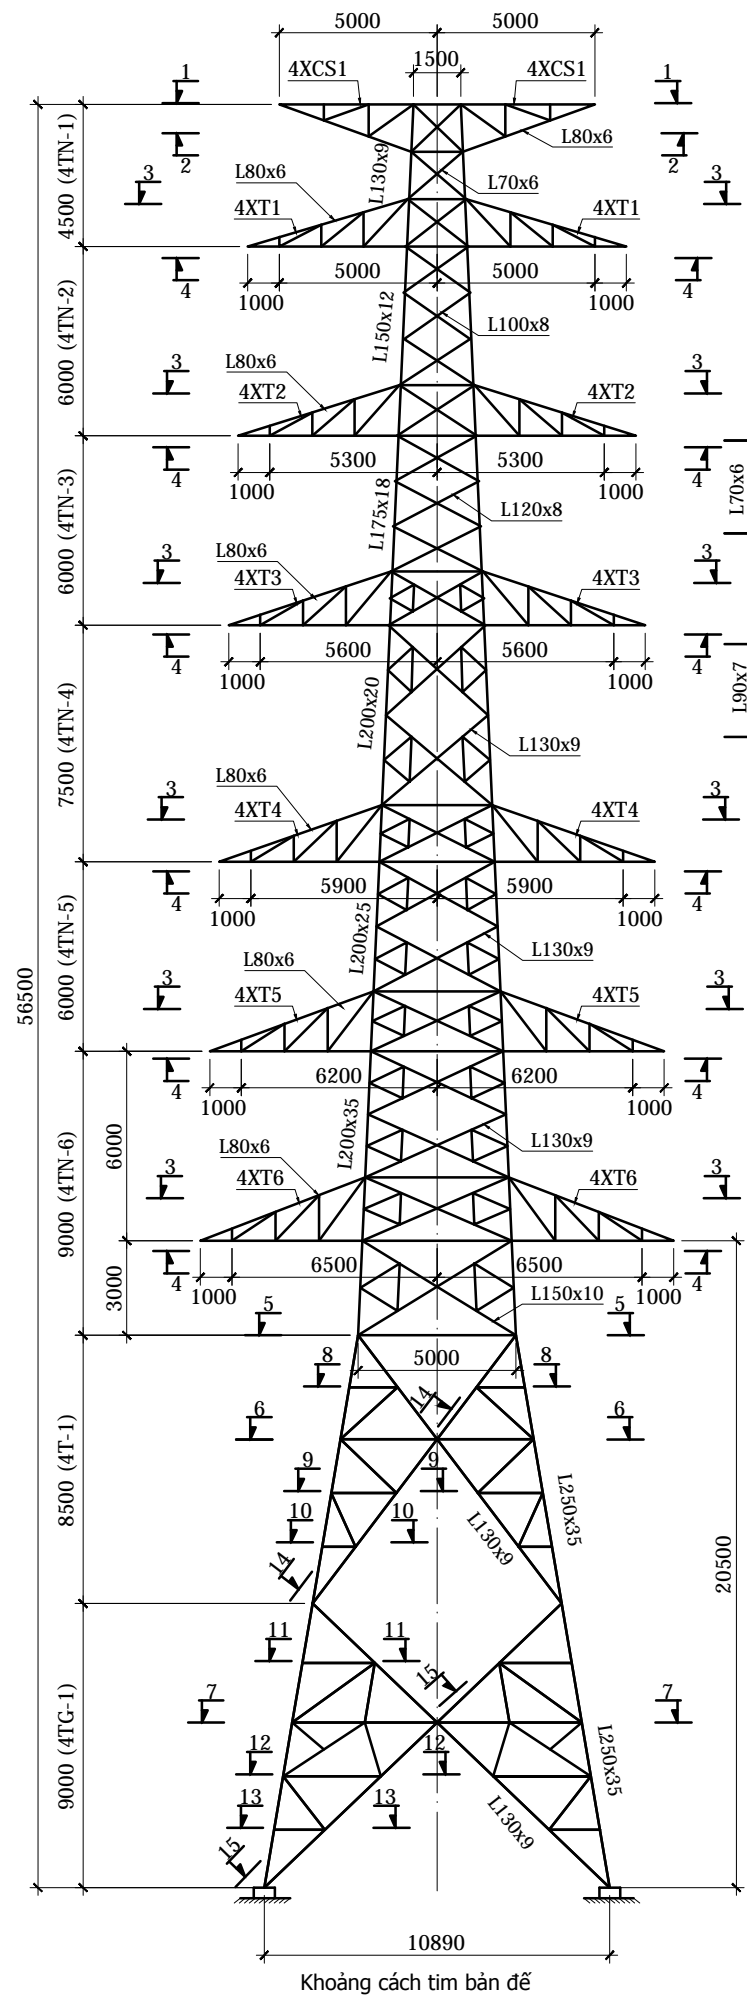 5000 5000
1500
1 4XCS1 4XCS1 1
2 L130x9 L80x6 2
3 L80x6 L70x6 3
4XT1 4XT1
4500 (4TN-1)
4 1000 5000 5000 1000 4
L150x12 L100x8
6000 (4TN-2)
3 L80x6 3
4XT2 4XT2
4 1000 5300 5300 1000 4
L70x6
L175x18 L120x8
6000 (4TN-3)
3 L80x6 3
4XT3 4XT3
4 1000 5600 5600 1000 4
L90x7
L200x20 L130x9
7500 (4TN-4)
3 L80x6 3
4XT4 4XT4
4 1000 5900 5900 1000 4
L200x25 L130x9
6000 (4TN-5)
56500
3 L80x6 3
4XT5 4XT5
4 1000 6200 6200 1000 4
L200x35 L130x9
6000
9000 (4TN-6)
3 L80x6 3
4XT6 4XT6
4 1000 6500 6500 1000 4
3000
L150x10
5 5
5000
8 14 8
6 6
9 9
L250x35
8500 (4T-1)
10 10
L130x9
14
20500
11 11
15
7 7
12 12
L250x35
9000 (4TG-1)
13 13
L130x9
15
10890
Khoảng cách tim bản đế